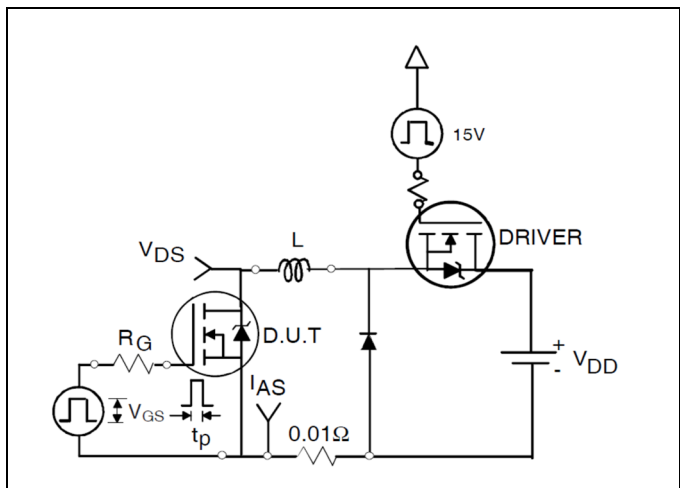 15V
DRIVER
VDS
L
RG
D.U.T
+
VDD
-
VGS
tp
IAS
0.01Ω